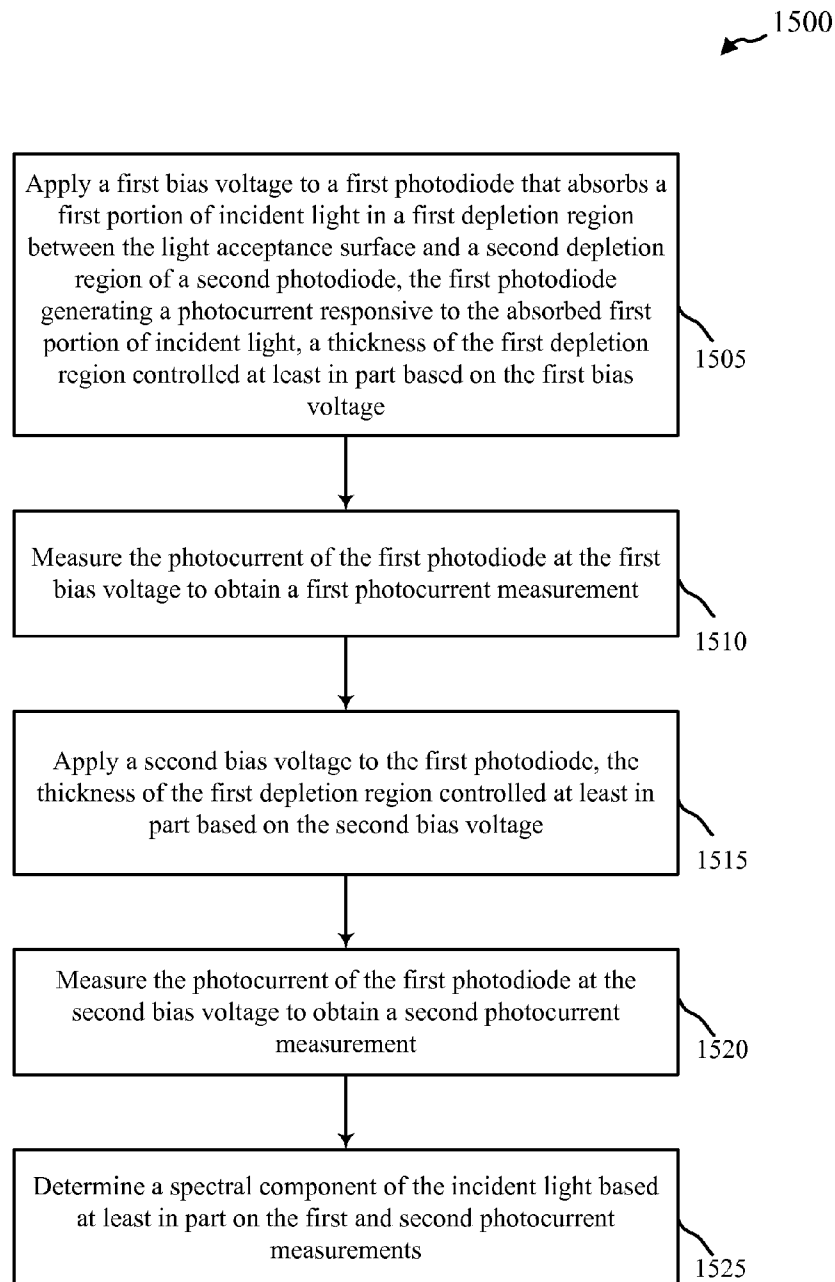 1500
Apply a first bias voltage to a first photodiode that absorbs a
first portion of incident light in a first depletion region
between the light acceptance surface and a second depletion
region of a second photodiode, the first photodiode
generating a photocurrent responsive to the absorbed first
portion of incident light, a thickness of the first depletion
region controlled at least in part based on the first bias
voltage
1505
Measure the photocurrent of the first photodiode at the first
bias voltage to obtain a first photocurrent measurement
1510
Apply a second bias voltage to the first photodiode, the
thickness of the first depletion region controlled at least in
part based on the second bias voltage
1515
Measure the photocurrent of the first photodiode at the
second bias voltage to obtain a second photocurrent
measurement
1520
Determine a spectral component of the incident light based
at least in part on the first and second photocurrent
measurements
1525